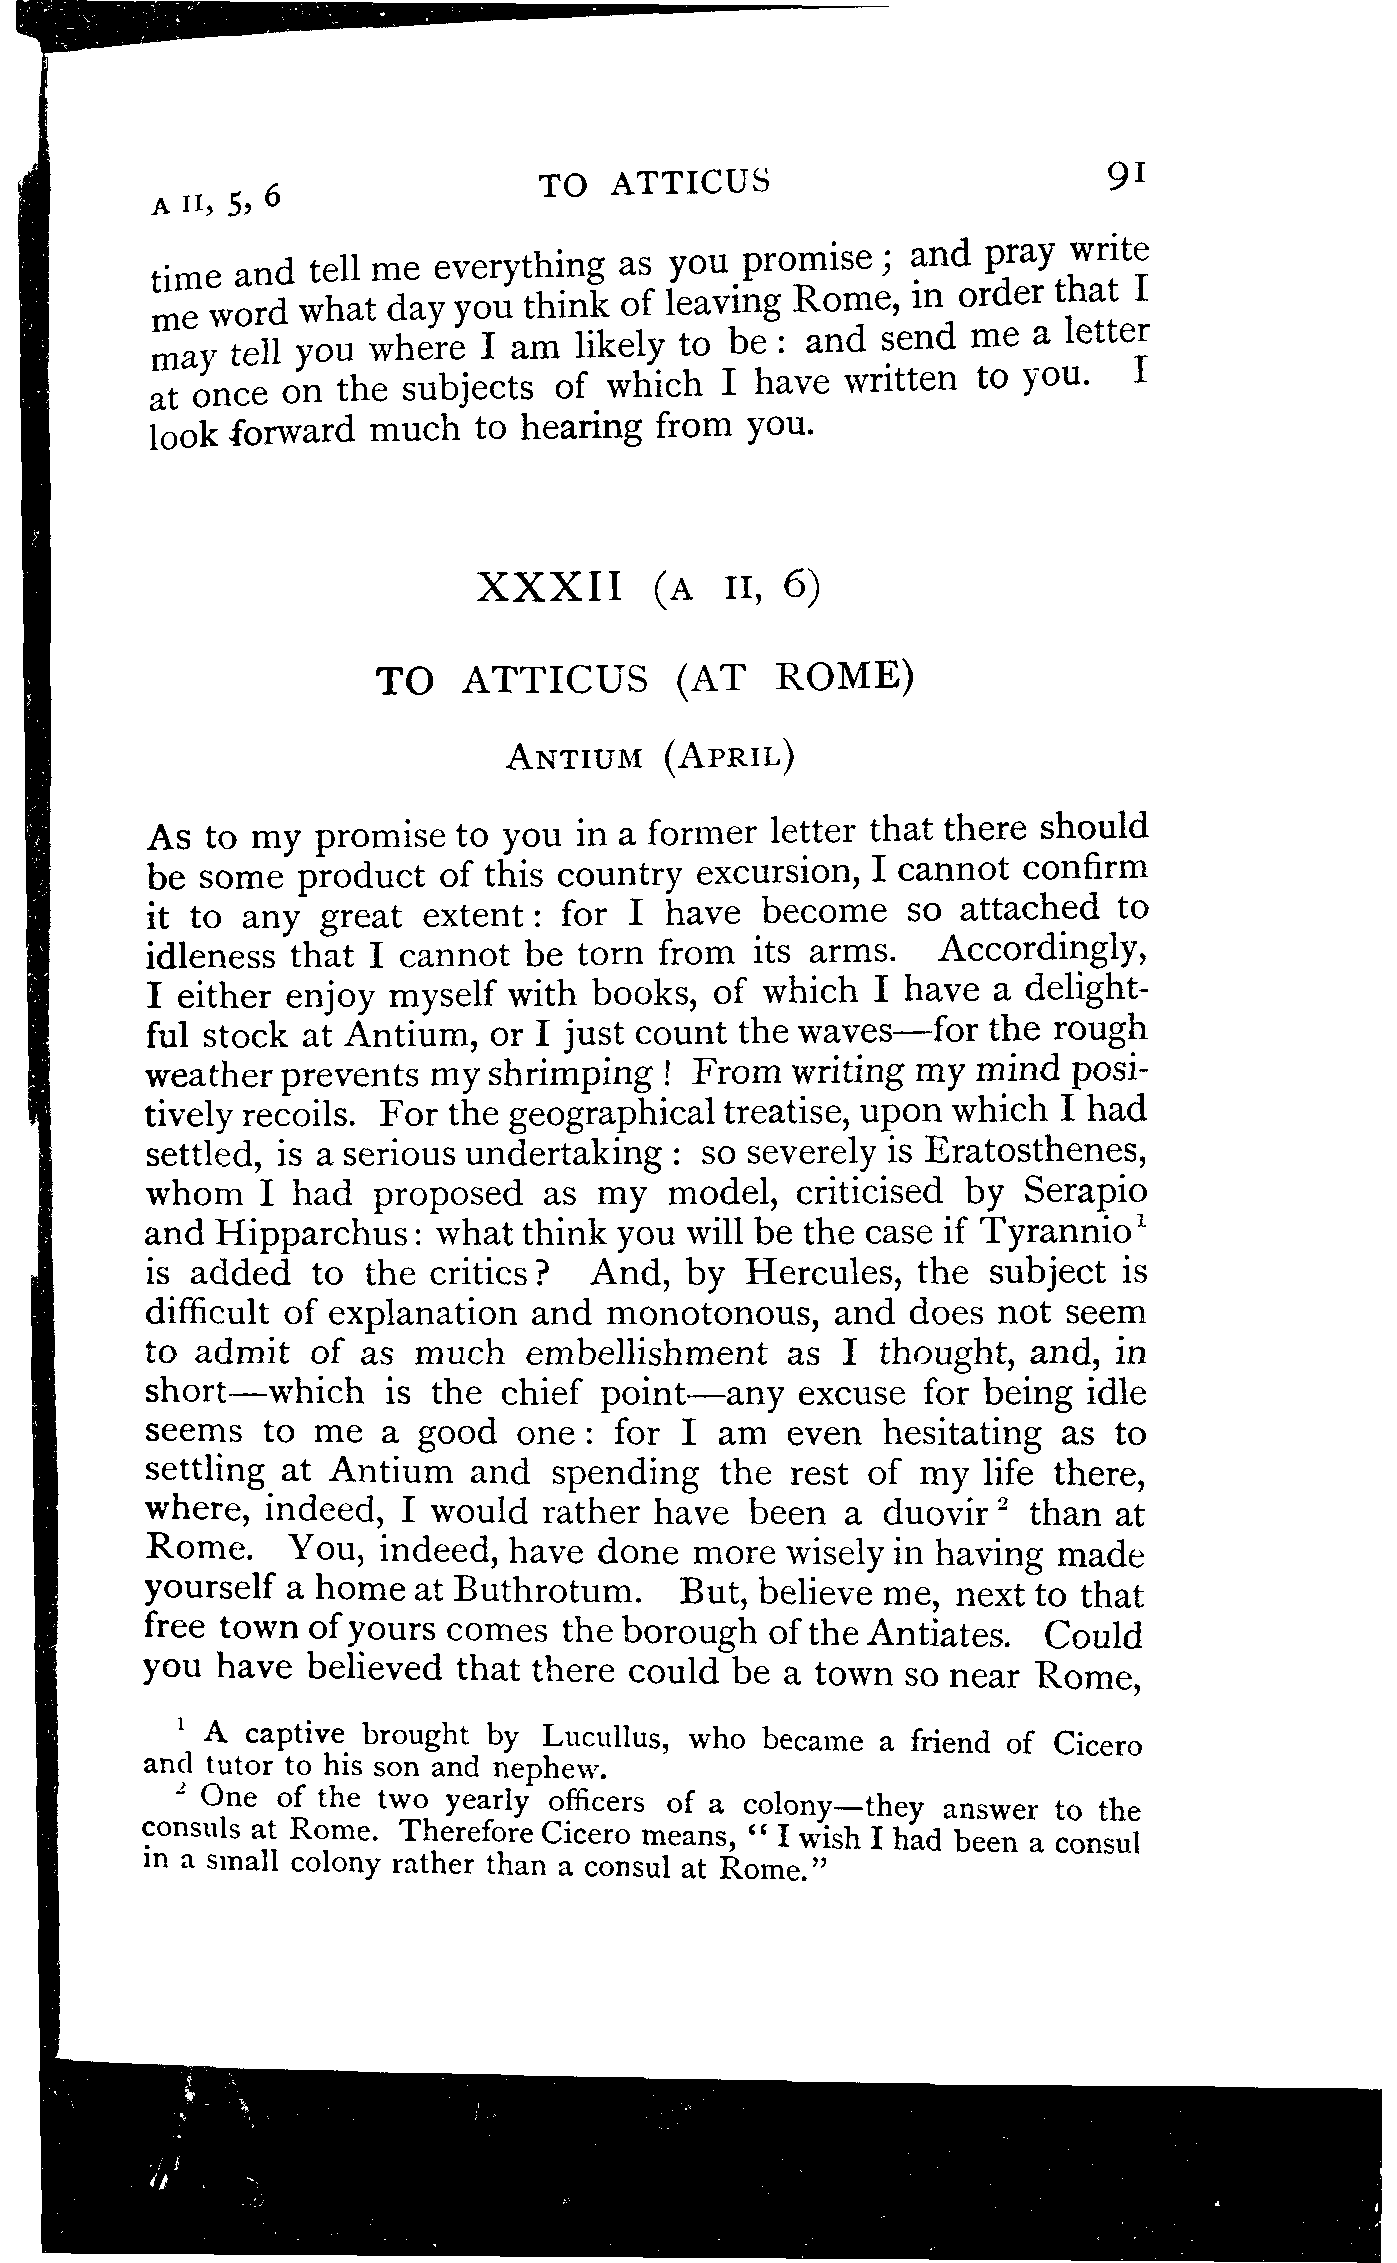 A II, 5, 6 TO ATTICUS 91
time and tell me everything as you promise; and pray write
me word what day you think of leaving Rome, in order that I
may tell you where I am likely to be: and send me a letter
at once on the subjects of which I have written to you. I
look forward much to hearing from you.
XXXII (A II, 6)
TO ATTICUS (AT ROME)
ANTIUM (APRIL)
As to my promise to you in a former letter that there should
be some product of this country excursion, I cannot confirm
it to any great extent: for I have become so attached to
idleness that I cannot be torn from its arms. Accordingly,
I either enjoy myself with books, of which I have a delight-
ful stock at Antium, or I just count the waves—for the rough
weather prevents my shrimping! From writing my mind posi-
tively recoils. For the geographical treatise, upon which I had
settled, is a serious undertaking: so severely is Eratosthenes,
whom I had proposed as my model, criticised by Serapio
and Hipparchus: what think you will be the case if Tyrannio¹
is added to the critics? And, by Hercules, the subject is
difficult of explanation and monotonous, and does not seem
to admit of as much embellishment as I thought, and, in
short—which is the chief point—any excuse for being idle
seems to me a good one: for I am even hesitating as to
settling at Antium and spending the rest of my life there,
where, indeed, I would rather have been a duovir² than at
Rome. You, indeed, have done more wisely in having made
yourself a home at Buthrotum. But, believe me, next to that
free town of yours comes the borough of the Antiates. Could
you have believed that there could be a town so near Rome,
¹ A captive brought by Lucullus, who became a friend of Cicero
and tutor to his son and nephew.
² One of the two yearly officers of a colony—they answer to the
consuls at Rome. Therefore Cicero means, "I wish I had been a consul
in a small colony rather than a consul at Rome."